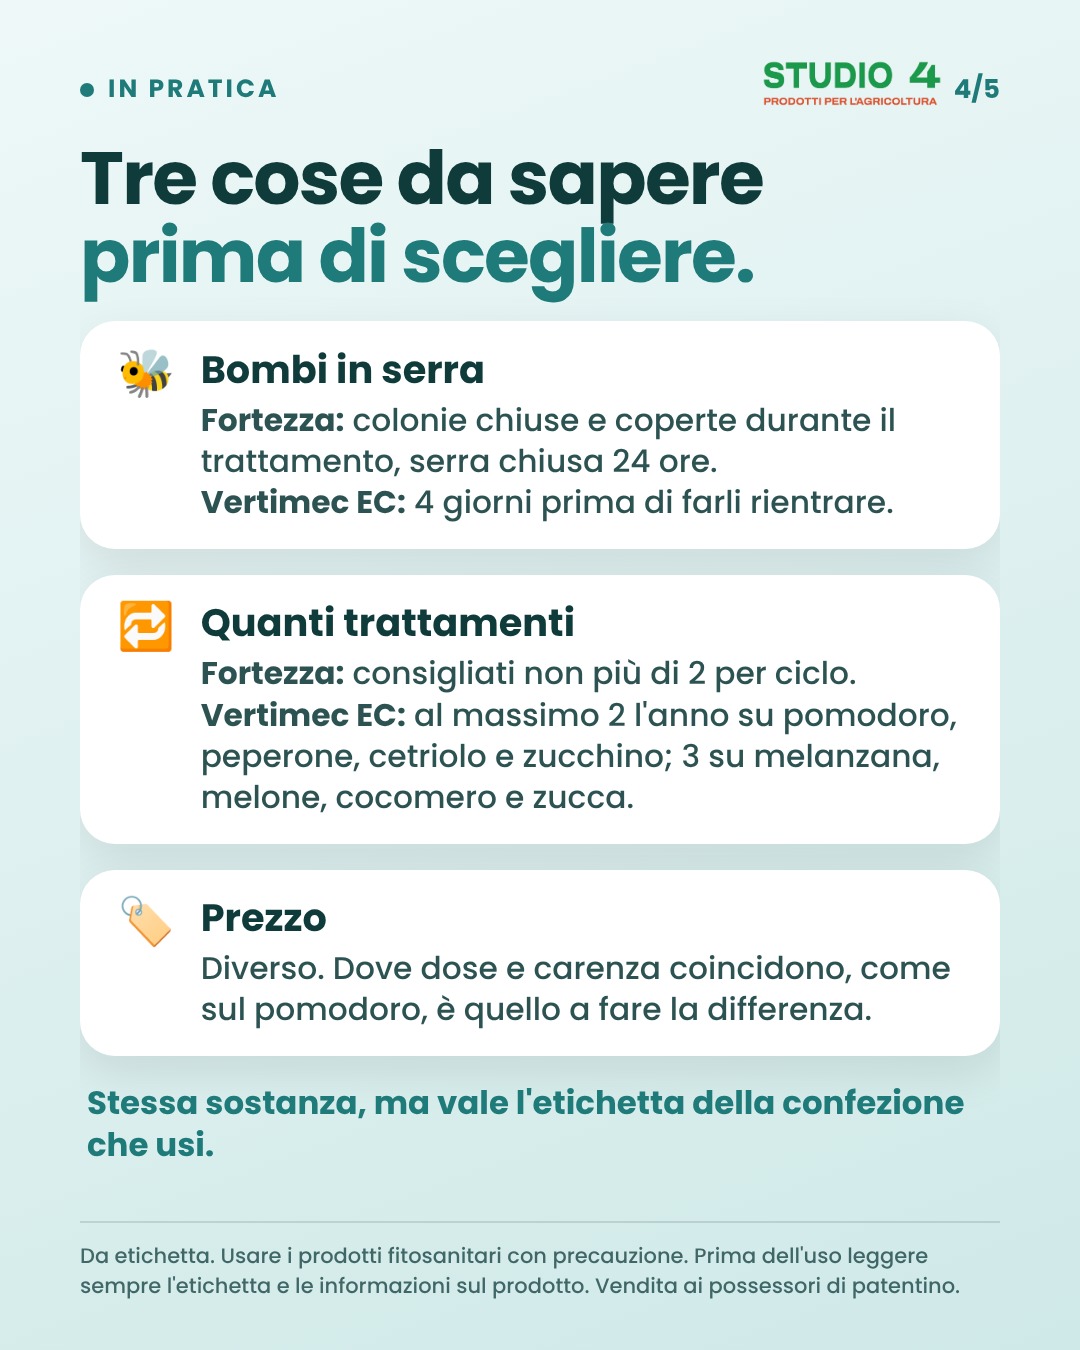 IN PRATICA
STUDIO 4
PRODOTTI PER L'AGRICOLTURA
4/5
Tre cose da sapere
prima di scegliere.
Bombi in serra
Fortezza: colonie chiuse e coperte durante il
trattamento, serra chiusa 24 ore.
Vertimec EC: 4 giorni prima di farli rientrare.
Quanti trattamenti
Fortezza: consigliati non più di 2 per ciclo.
Vertimec EC: al massimo 2 l'anno su pomodoro,
peperone, cetriolo e zucchino; 3 su melanzana,
melone, cocomero e zucca.
Prezzo
Diverso. Dove dose e carenza coincidono, come
sul pomodoro, è quello a fare la differenza.
Stessa sostanza, ma vale l'etichetta della confezione
che usi.
Da etichetta. Usare i prodotti fitosanitari con precauzione. Prima dell'uso leggere
sempre l'etichetta e le informazioni sul prodotto. Vendita ai possessori di patentino.